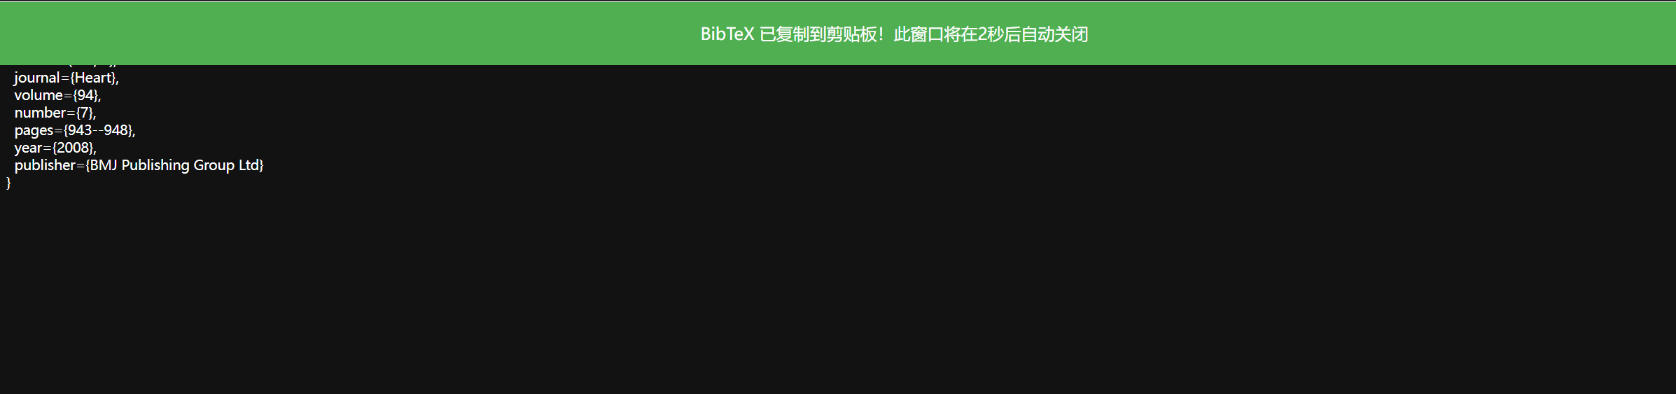 BibTeX 已复制到剪贴板！此窗口将在2秒后自动关闭
journal={Heart},
volume={94},
number={7},
pages={943--948},
year={2008},
publisher={BMJ Publishing Group Ltd}
}